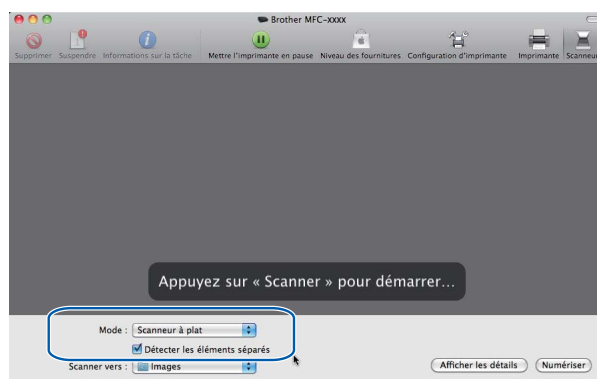 Brother MFC-xxxx
Supprimer Suspendre Informations sur la tâche Mettre l'imprimante en pause Niveau des fournitures Configuration d'imprimante Imprimante Scanneur
Appuyez sur « Scanner » pour démarrer...
Mode : Scanneur à plat
Détecter les éléments séparés
Scanner vers : Images Afficher les détails Numériser